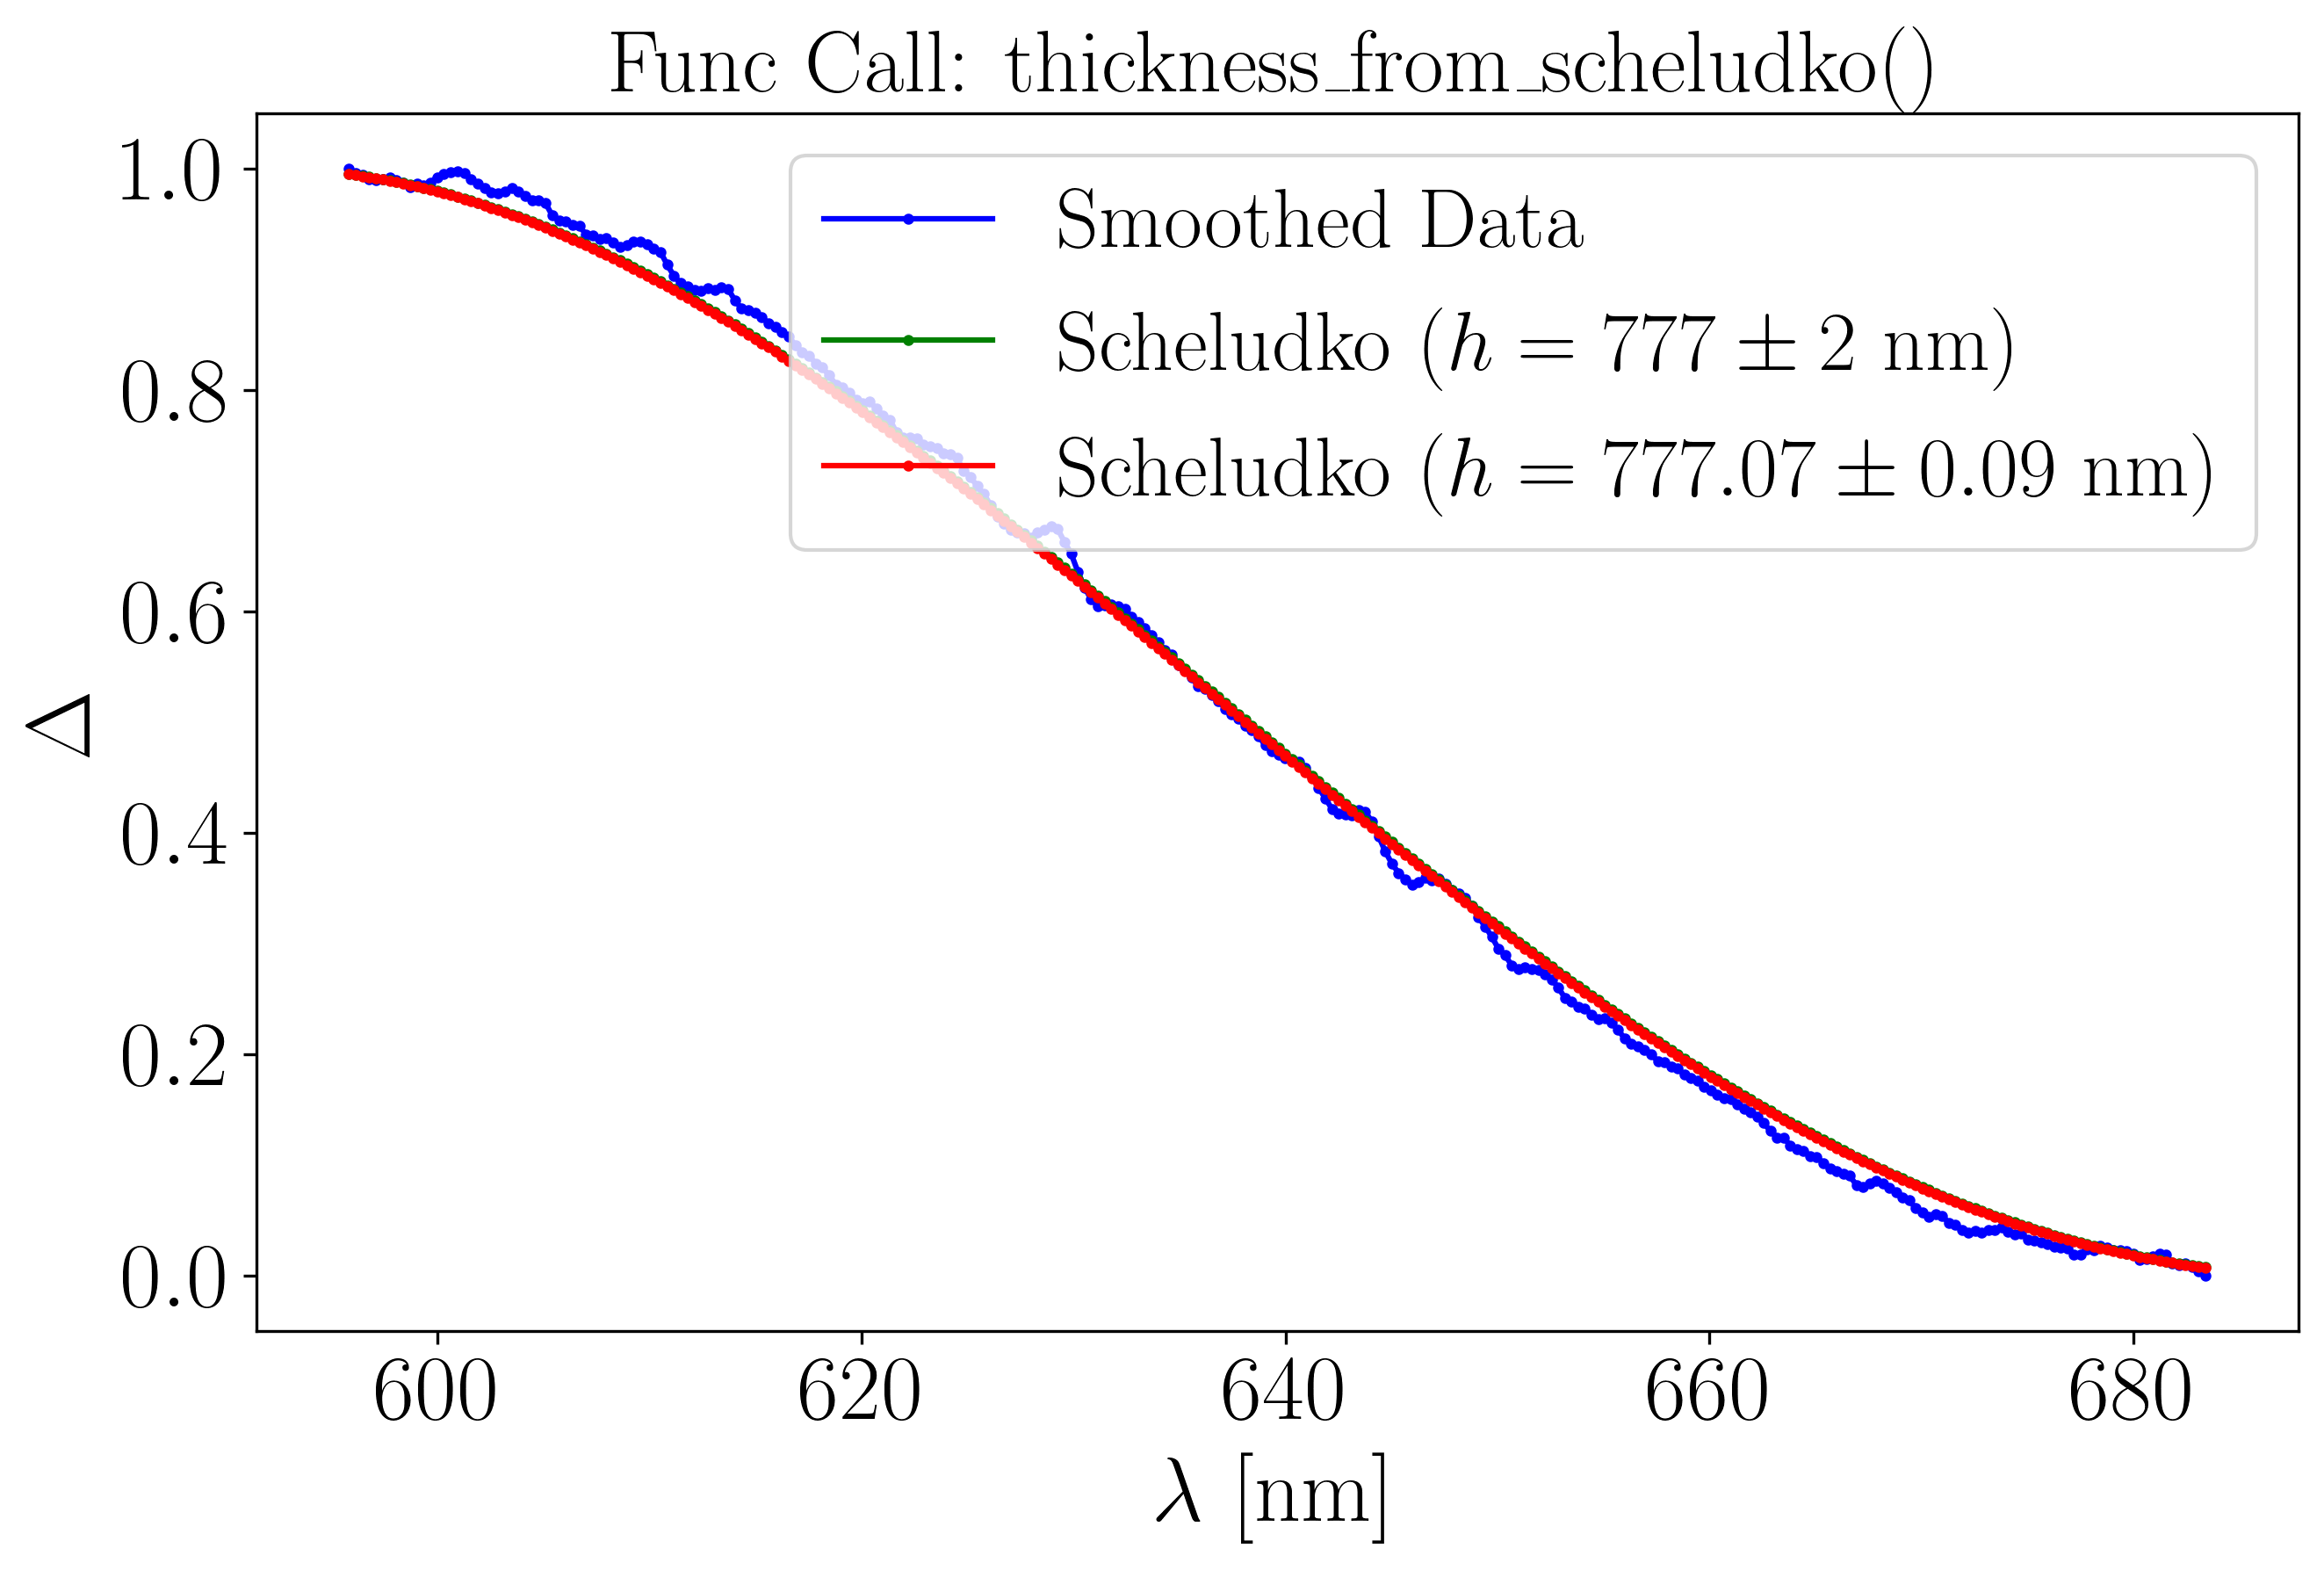 Func Call: thickness_from_scheludko()
1.0
0.8
0.6
0.4
0.2
0.0
Δ
Smoothed Data
Scheludko (h = 777 ± 2 nm)
Scheludko (h = 777.07 ± 0.09 nm)
600 620 640 660 680
λ [nm]